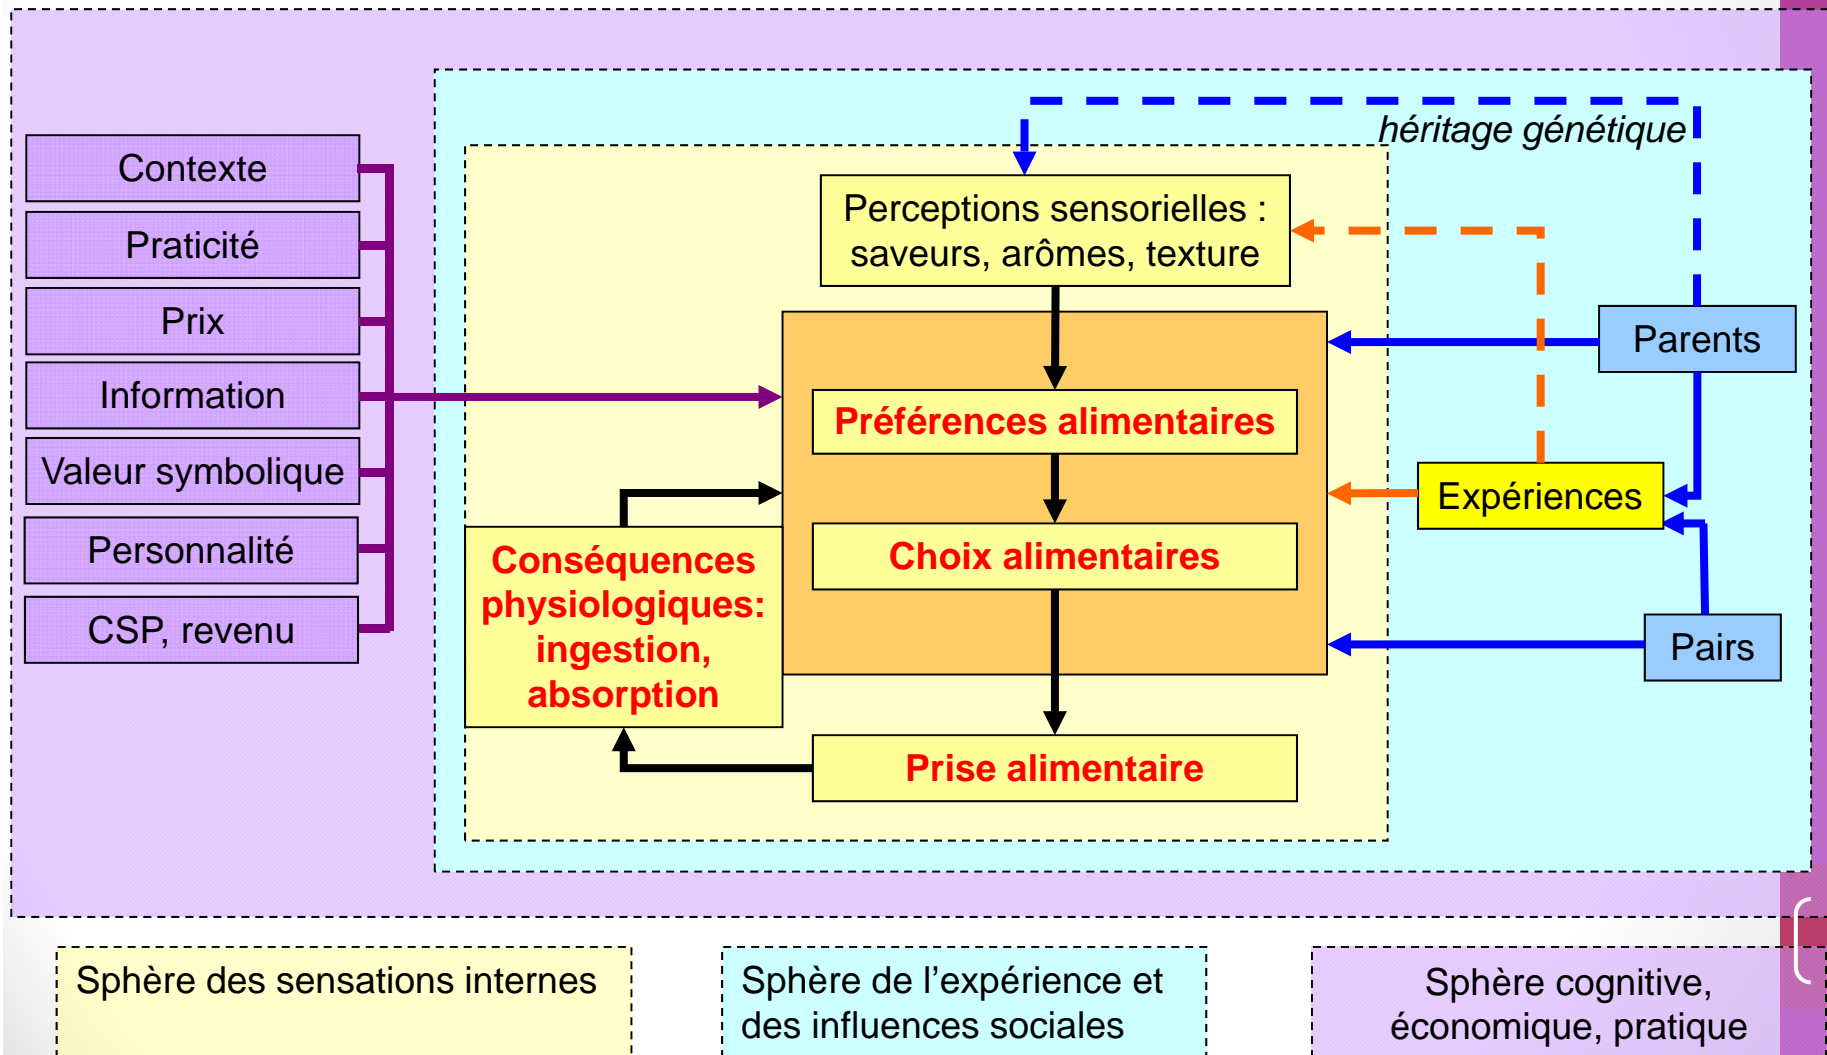 héritage génétique
Contexte
Praticité
Prix
Information
Valeur symbolique
Personnalité
CSP, revenu
Perceptions sensorielles :
saveurs, arômes, texture
Préférences alimentaires
Choix alimentaires
Conséquences
physiologiques:
ingestion,
absorption
Prise alimentaire
Parents
Expériences
Pairs
Sphère des sensations internes
Sphère de l’expérience et
des influences sociales
Sphère cognitive,
économique, pratique